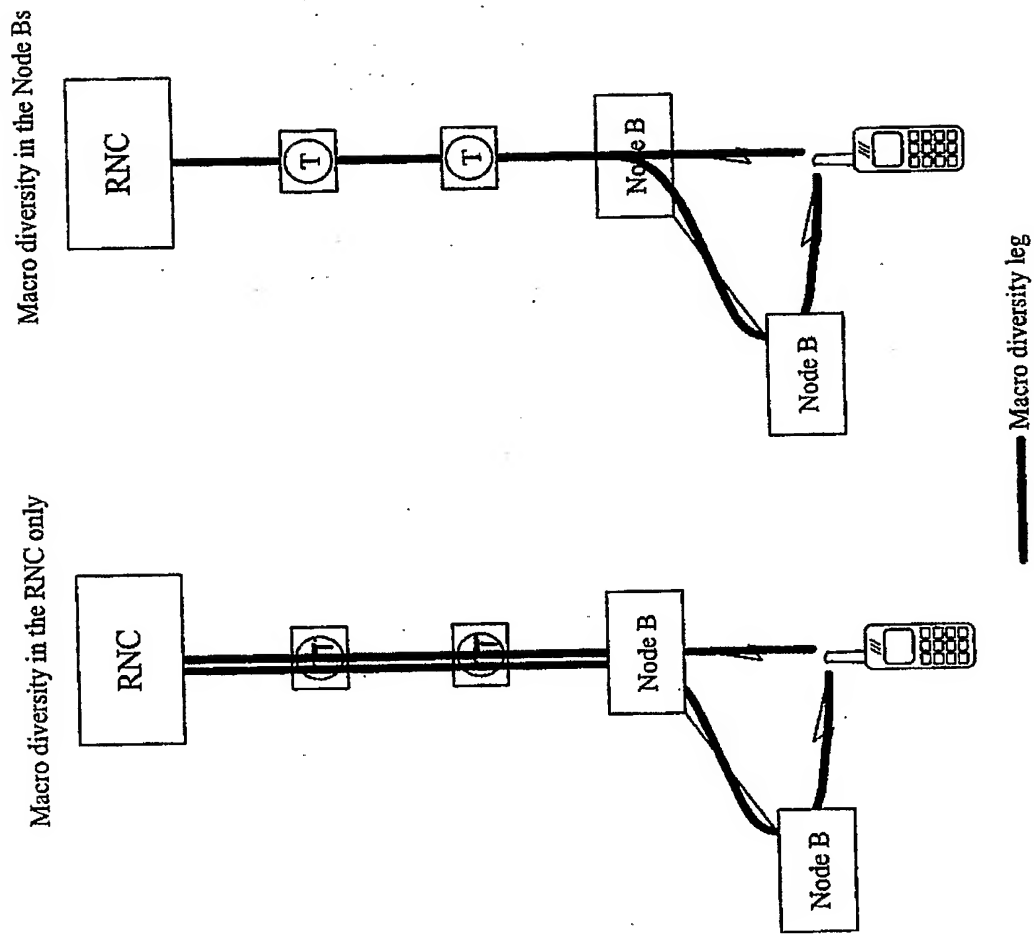 Macro diversity in the RNC only
RNC
T
T
Node B
Node B
Macro diversity in the Node Bs
RNC
T
T
Node B
Node B
Macro diversity leg